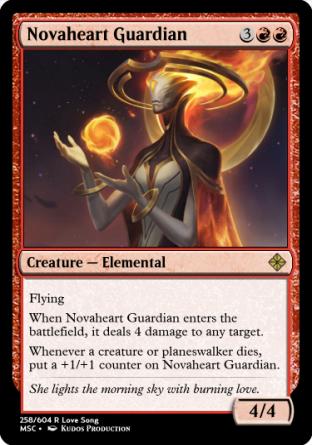 Novaheart Guardian 3
Creature — Elemental
Flying
When Novaheart Guardian enters the
battlefield, it deals 4 damage to any target.
Whenever a creature or planeswalker dies,
put a +1/+1 counter on Novaheart Guardian.
She lights the morning sky with burning love.
4/4
258/604 R Love Song
MSC • Kudos Production